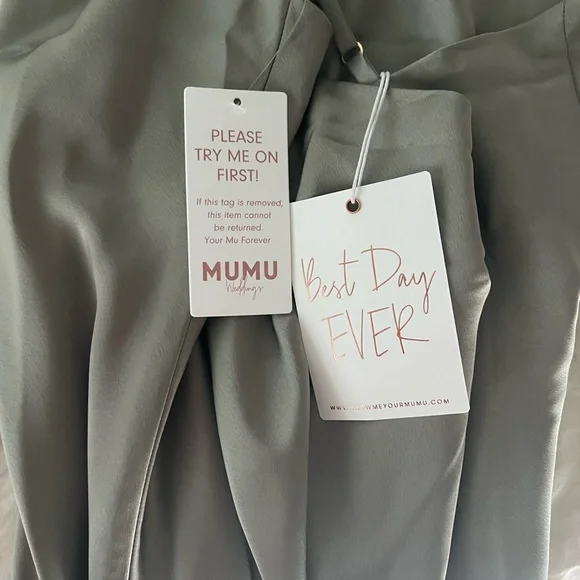 PLEASE
TRY ME ON
FIRST!
If this tag is removed,
this item cannot
be returned.
Your Mu Forever
MUMU
Weddings
Best Day
EVER